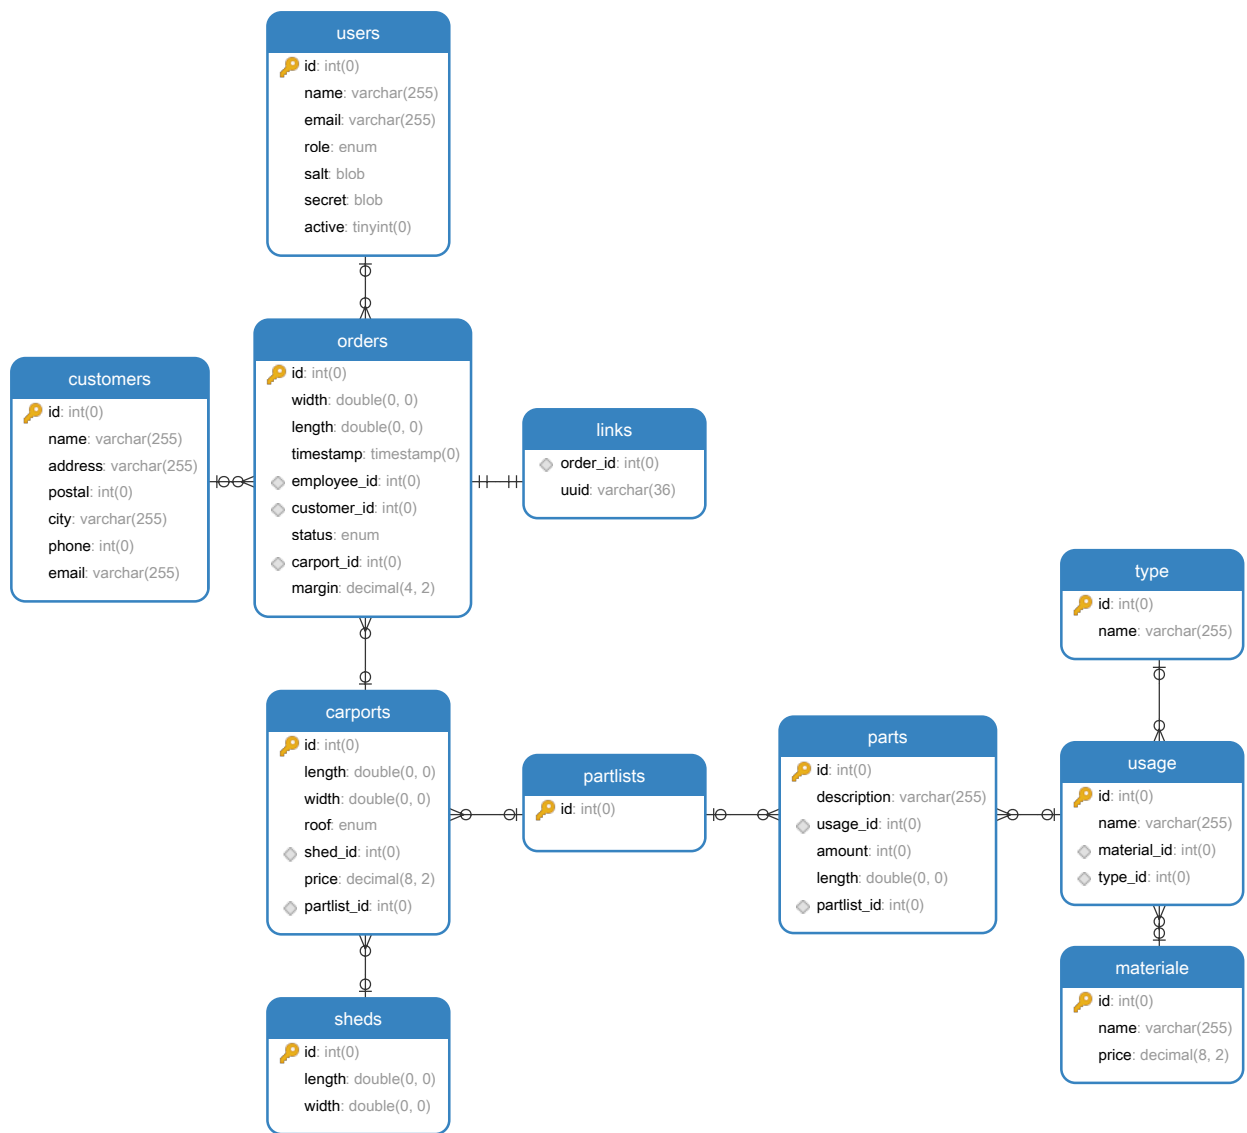 users
id: int(0)
name: varchar(255)
email: varchar(255)
role: enum
salt: blob
secret: blob
active: tinyint(0)
orders
id: int(0)
width: double(0, 0)
length: double(0, 0)
timestamp: timestamp(0)
employee_id: int(0)
customer_id: int(0)
status: enum
carport_id: int(0)
margin: decimal(4, 2)
customers
id: int(0)
name: varchar(255)
address: varchar(255)
postal: int(0)
city: varchar(255)
phone: int(0)
email: varchar(255)
links
order_id: int(0)
uuid: varchar(36)
type
id: int(0)
name: varchar(255)
carports
id: int(0)
length: double(0, 0)
width: double(0, 0)
roof: enum
shed_id: int(0)
price: decimal(8, 2)
partlist_id: int(0)
partlists
id: int(0)
parts
id: int(0)
description: varchar(255)
usage_id: int(0)
amount: int(0)
length: double(0, 0)
partlist_id: int(0)
usage
id: int(0)
name: varchar(255)
material_id: int(0)
type_id: int(0)
materiale
id: int(0)
name: varchar(255)
price: decimal(8, 2)
sheds
id: int(0)
length: double(0, 0)
width: double(0, 0)